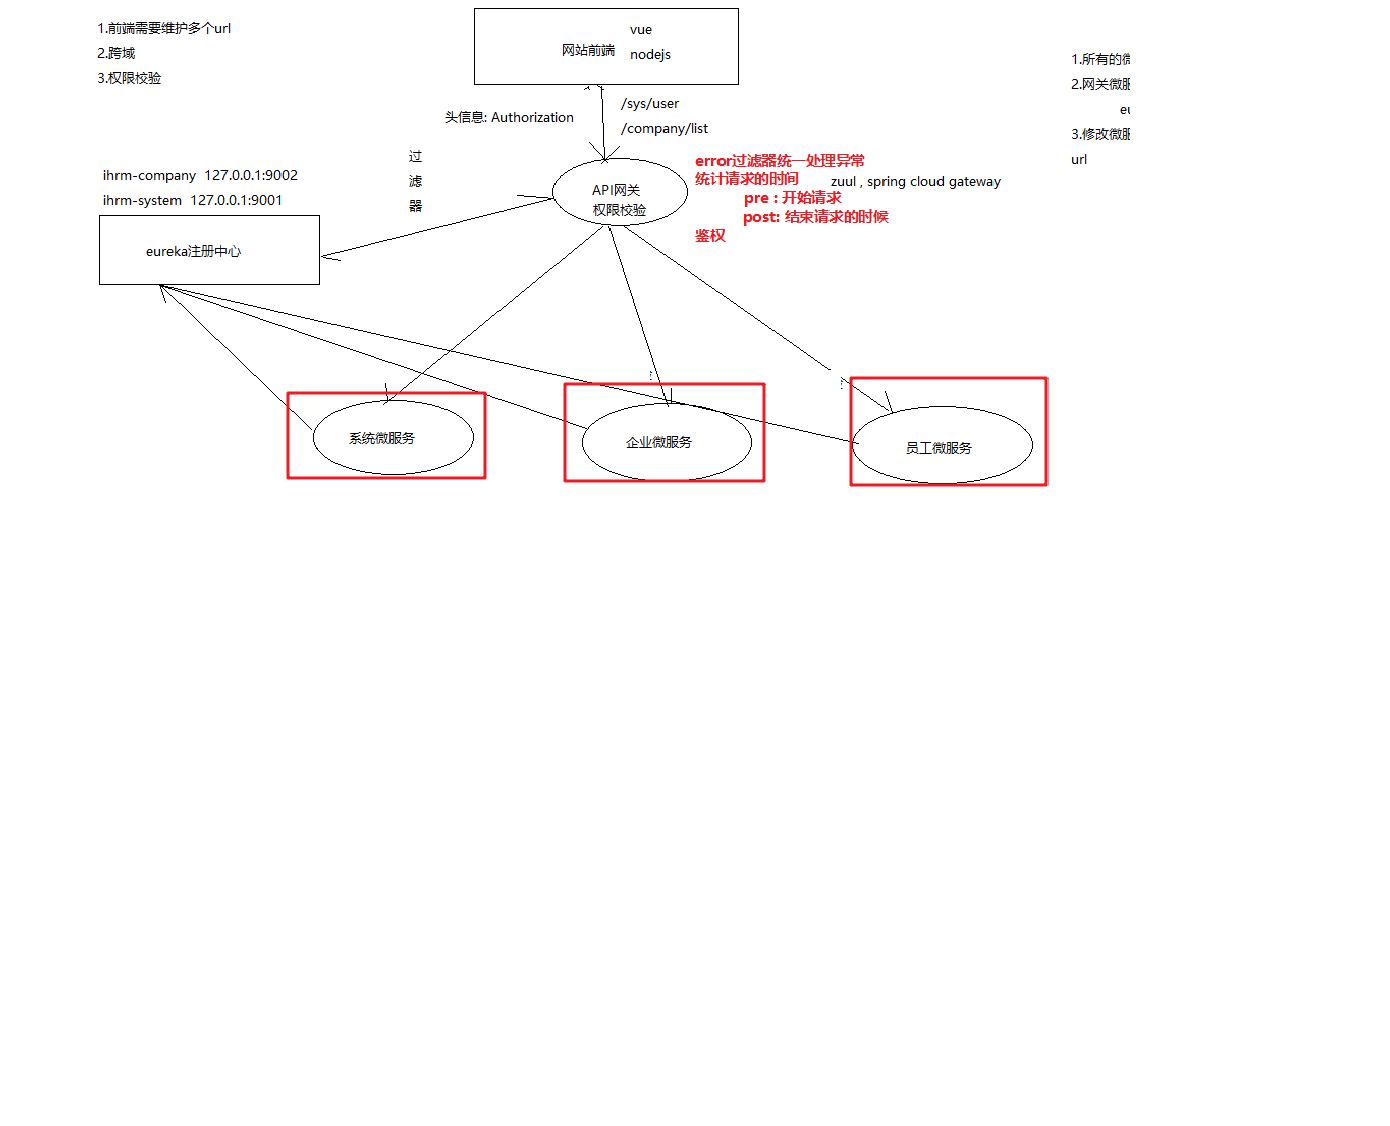 1.前端需要维护多个url
2.跨域
3.权限校验
vue
网站前端
nodejs
头信息: Authorization
/sys/user
/company/list
1.所有的微
2.网关微服
eu
3.修改微服
url
过
滤
器
ihrm-company 127.0.0.1:9002
ihrm-system 127.0.0.1:9001
eureka注册中心
API网关
权限校验
error过滤器统一处理异常
统计请求的时间
zuul , spring cloud gateway
pre : 开始请求
post: 结束请求的时候
鉴权
系统微服务
企业微服务
员工微服务